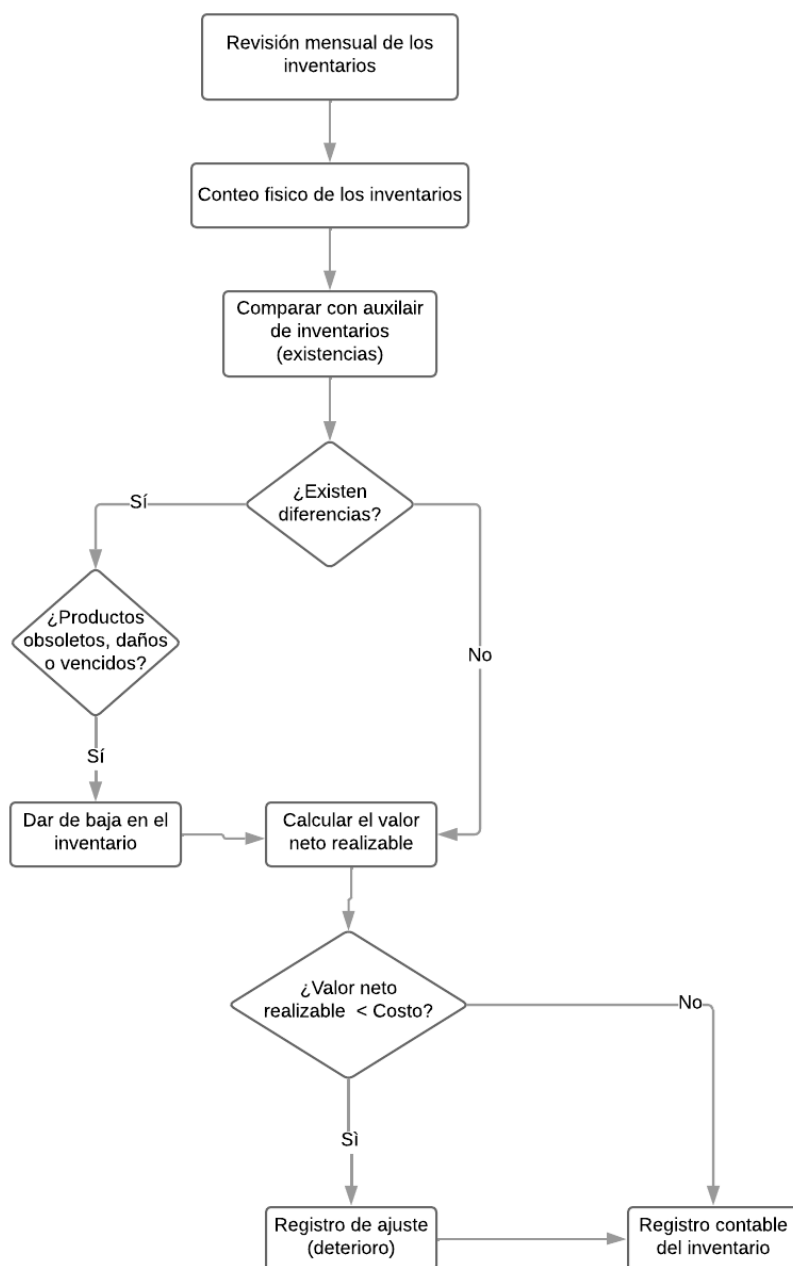 Revisión mensual de los
inventarios
Conteo fisico de los inventarios
Comparar con auxilair
de inventarios
(existencias)
¿Existen
diferencias?
Sí
No
¿Productos
obsoletos, daños
o vencidos?
Sí
Dar de baja en el
inventario
Calcular el valor
neto realizable
¿Valor neto
realizable < Costo?
No
Sì
Registro de ajuste
(deterioro)
Registro contable
del inventario